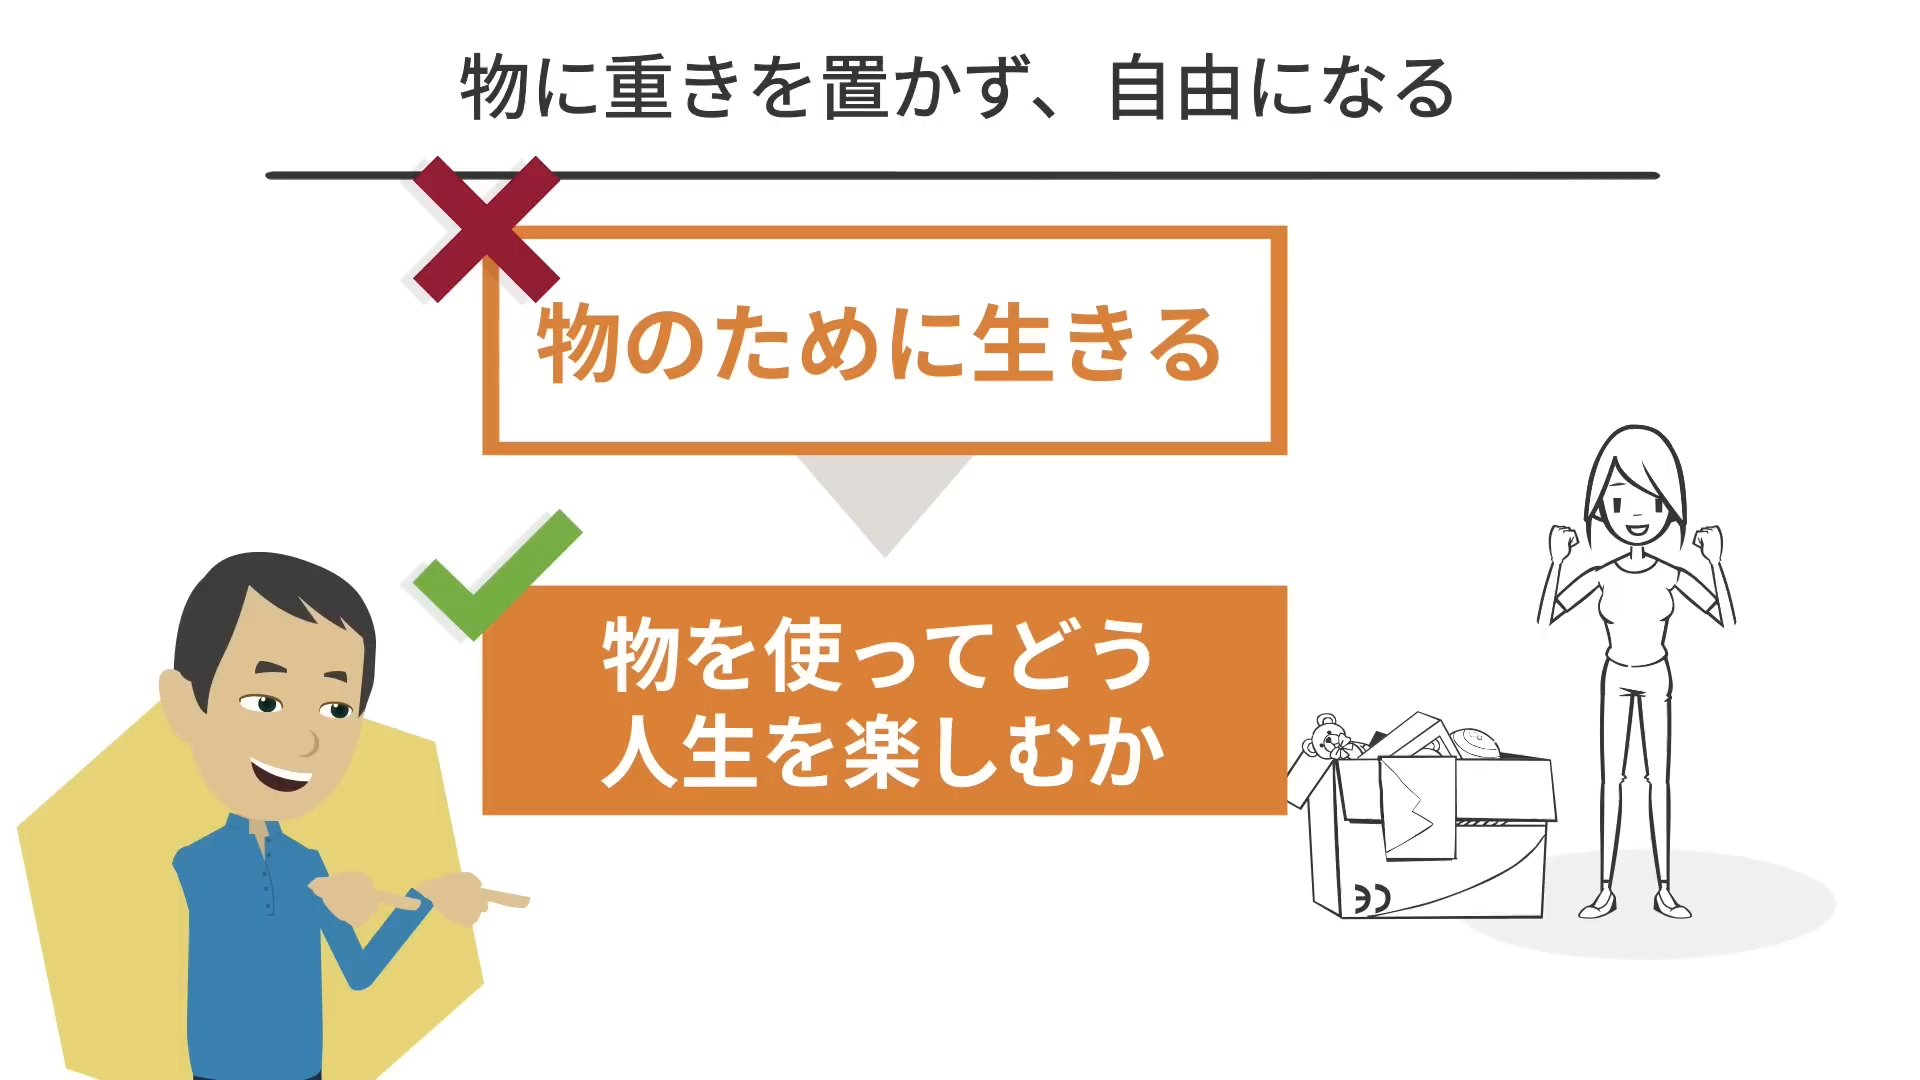 物に重きを置かず、自由になる
物のために生きる
物を使ってどう
人生を楽しむか